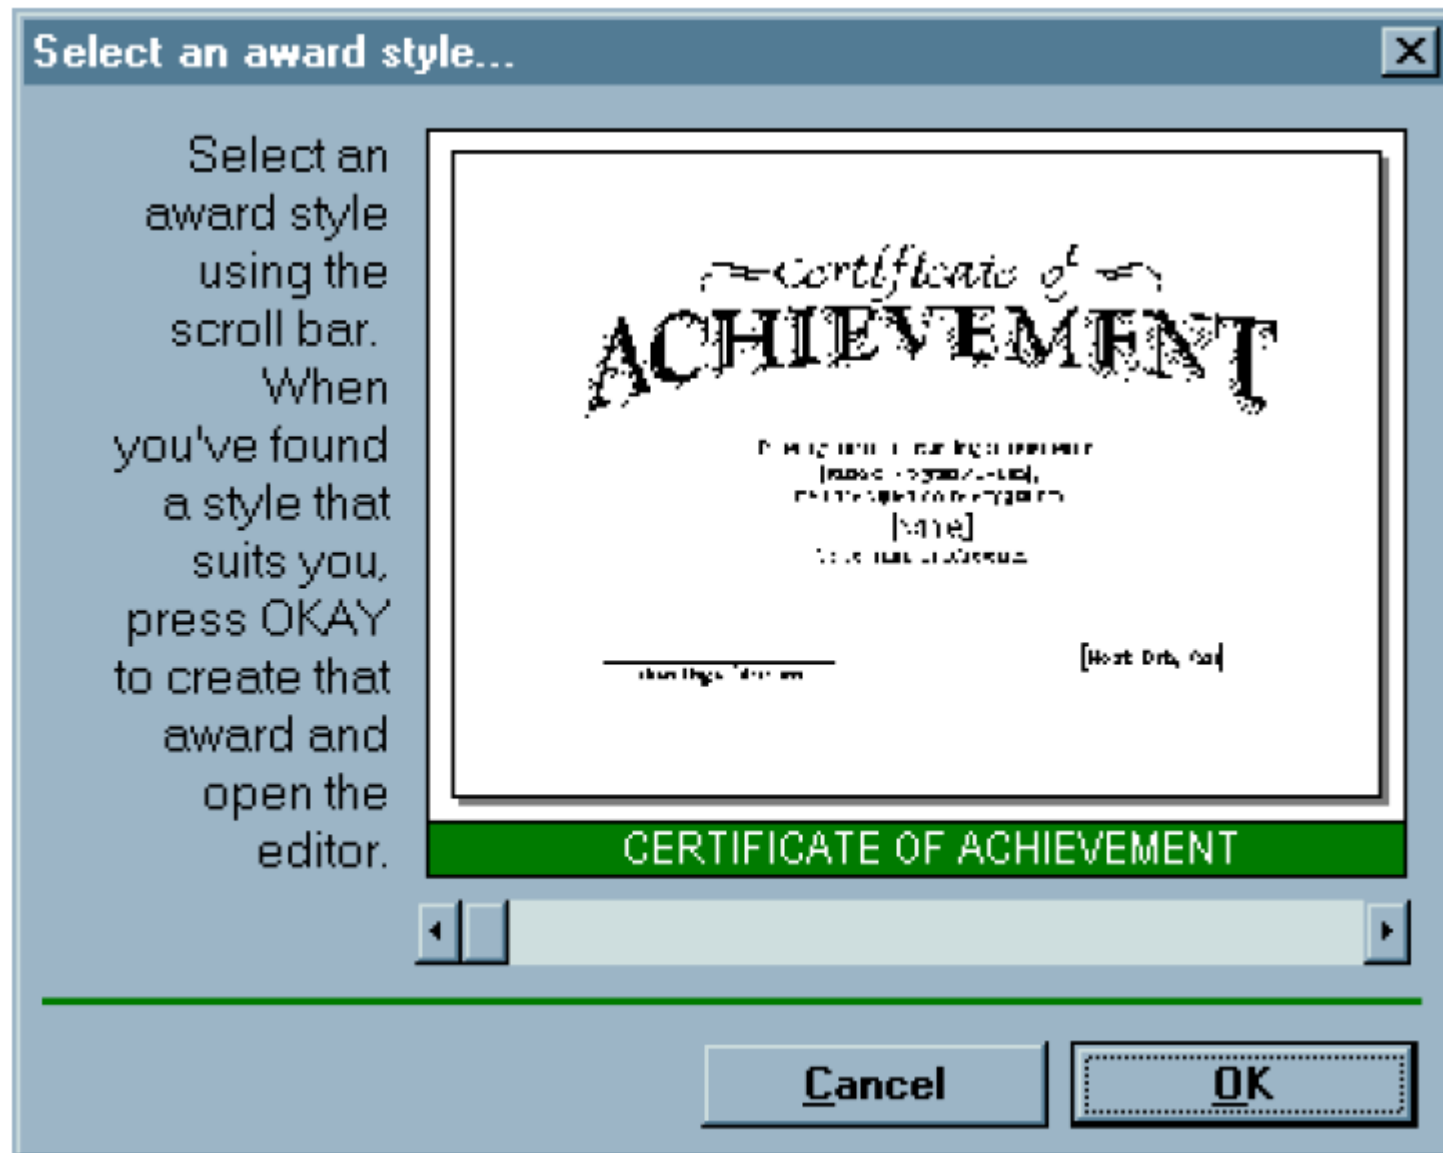 Select an award style...
Select an
award style
using the
scroll bar.
When
you've found
a style that
suits you,
press OKAY
to create that
award and
open the
editor.
Certificate of
ACHIEVEMENT
[Name]
CERTIFICATE OF ACHIEVEMENT
Cancel
OK